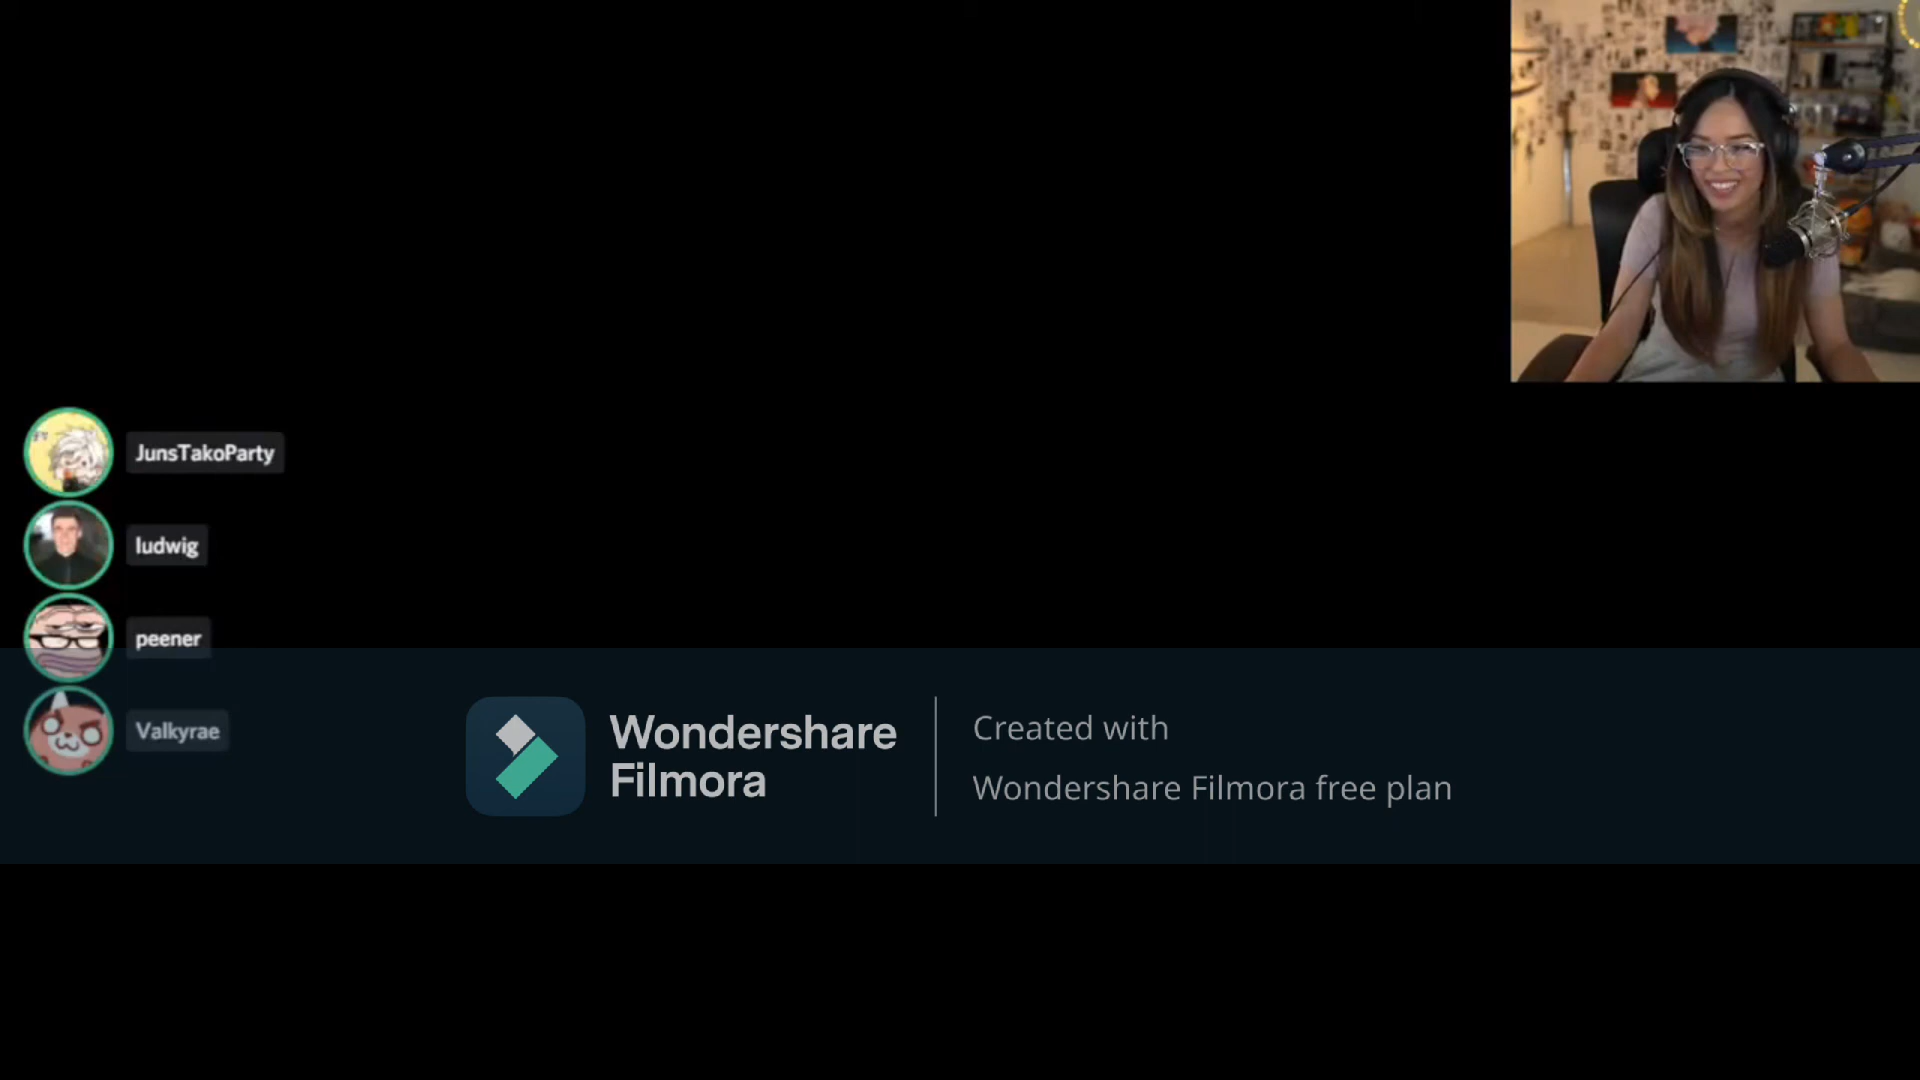 JunsTakoParty
ludwig
peener
Valkyrae
Wondershare
Filmora
Created with
Wondershare Filmora free plan